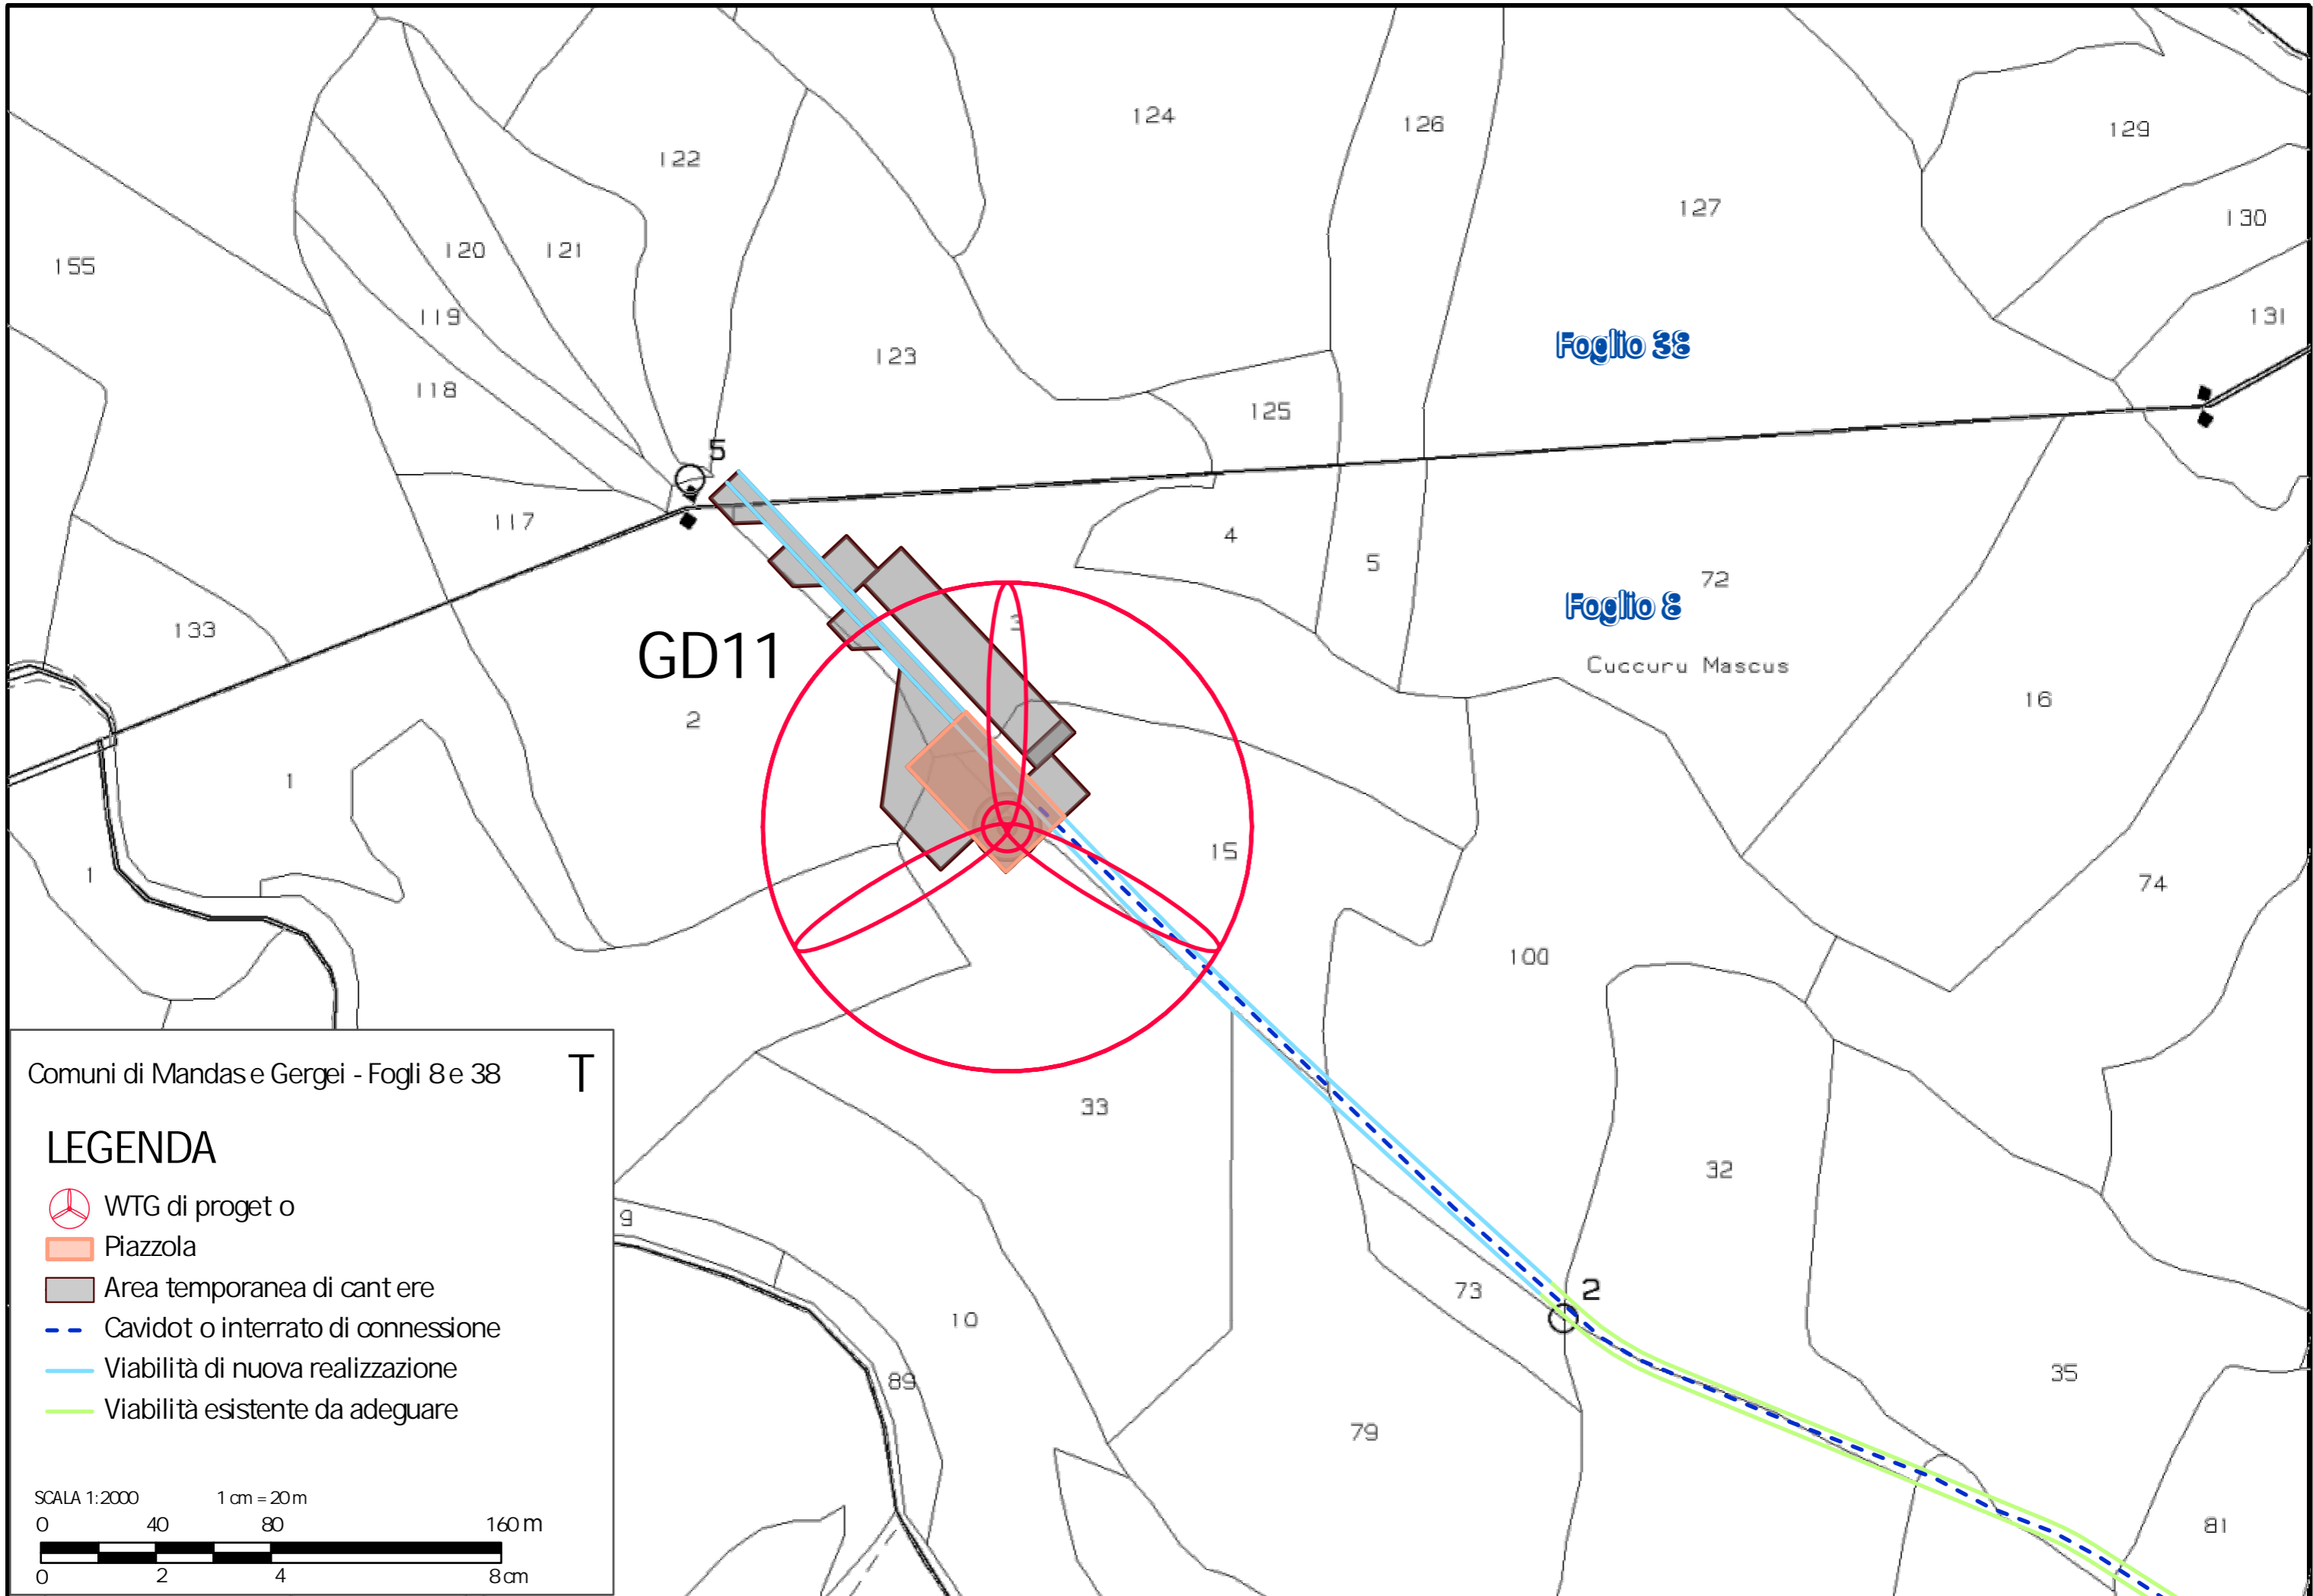 124
126
129
122
127
130
120
121
155
131
119
Foglio 38
123
118
125
5
117
4
5
72
Foglio 8
3
133
GD11
Cuccuru Mascus
16
2
1
15
1
74
100
Comuni di Mandas e Gergei - Fogli 8 e 38
T
33
LEGENDA
32
WTG di proget o
9
Piazzola
Area temporanea di cant ere
73
2
10
Cavidot o interrato di connessione
Viabilità di nuova realizzazione
35
89
Viabilità esistente da adeguare
79
SCALA 1:2000
1 cm = 20 m
0 40 80 160 m
81
0 2 4 8 cm